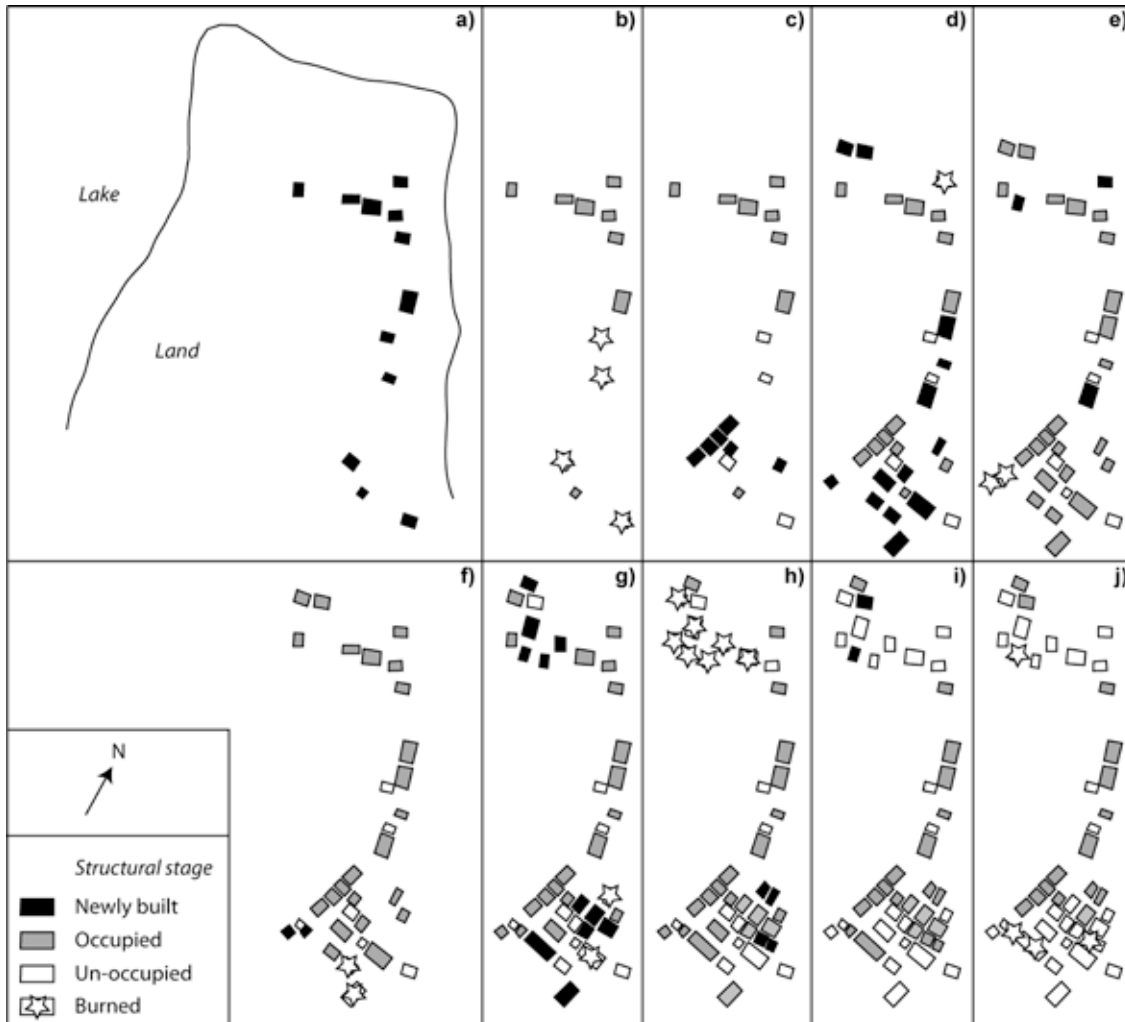 a)
b)
c)
d)
e)
Lake
Land
f)
g)
h)
i)
j)
N
Structural stage
Newly built
Occupied
Un-occupied
Burned